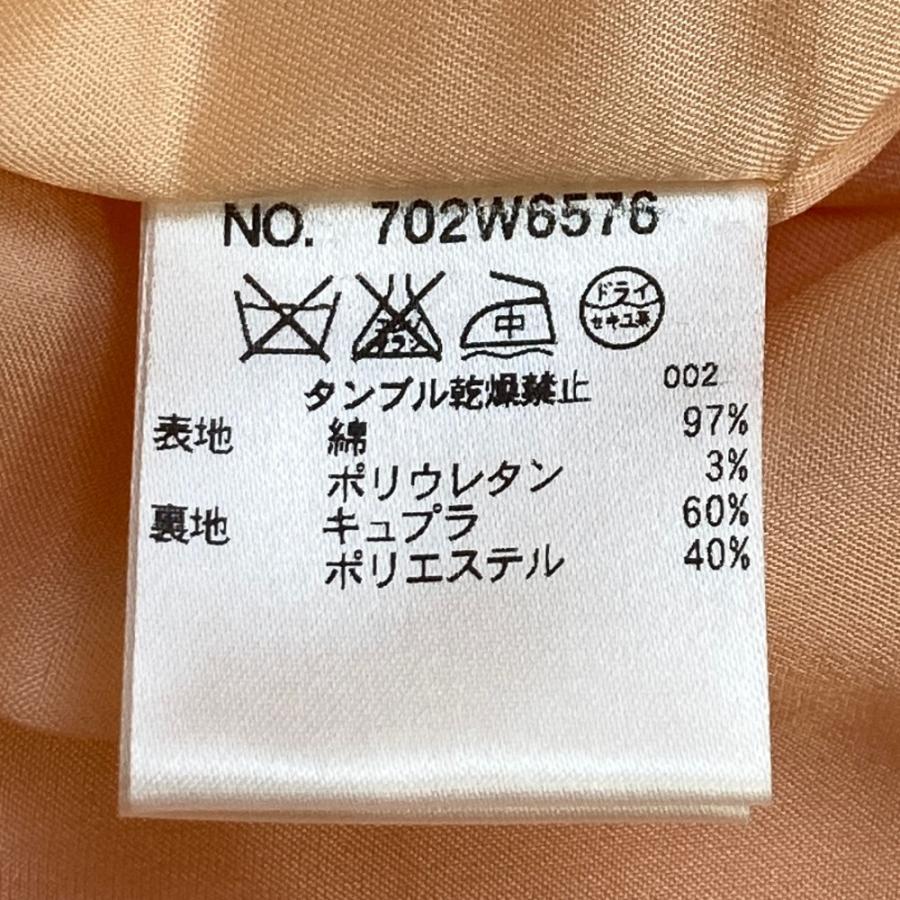 NO. 702W6576
中 ドライ
セキユ系
タンブル乾燥禁止 002
表地 綿 97%
ポリウレタン 3%
裏地 キュプラ 60%
ポリエステル 40%